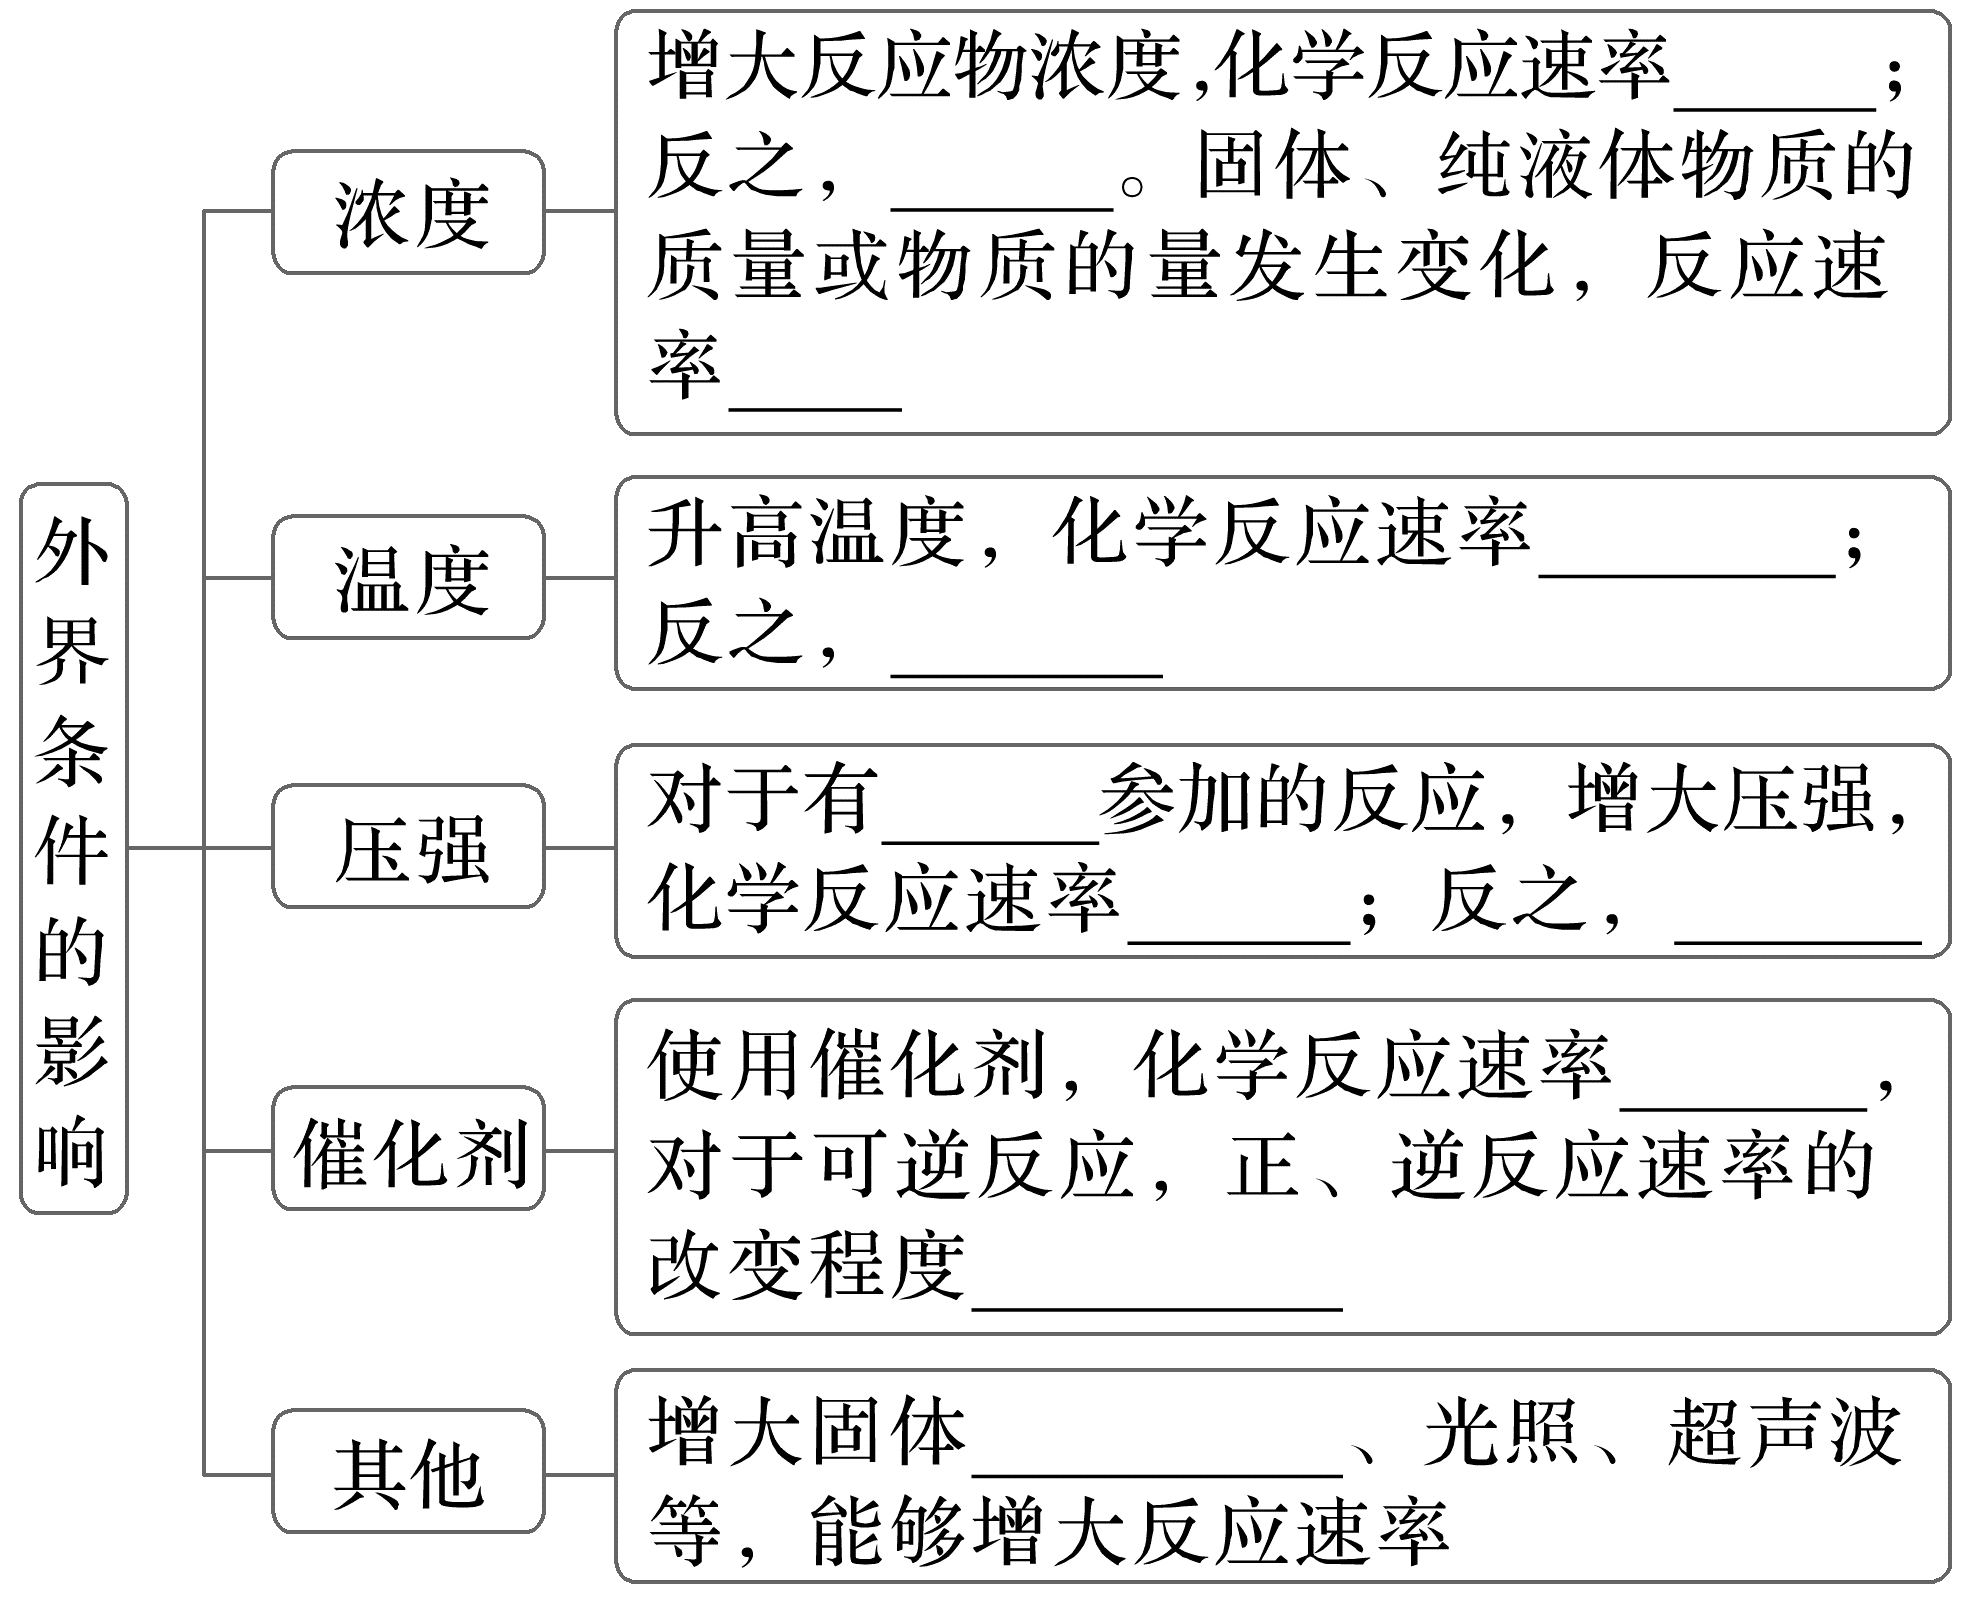 外界条件的影响
浓度
增大反应物浓度,化学反应速率______；
反之，______。固体、纯液体物质的
质量或物质的量发生变化，反应速
率_____
温度
升高温度，化学反应速率________；
反之，_______
压强
对于有______参加的反应，增大压强，
化学反应速率______；反之，_______
催化剂
使用催化剂，化学反应速率_______，
对于可逆反应，正、逆反应速率的
改变程度__________
其他
增大固体__________、光照、超声波
等，能够增大反应速率